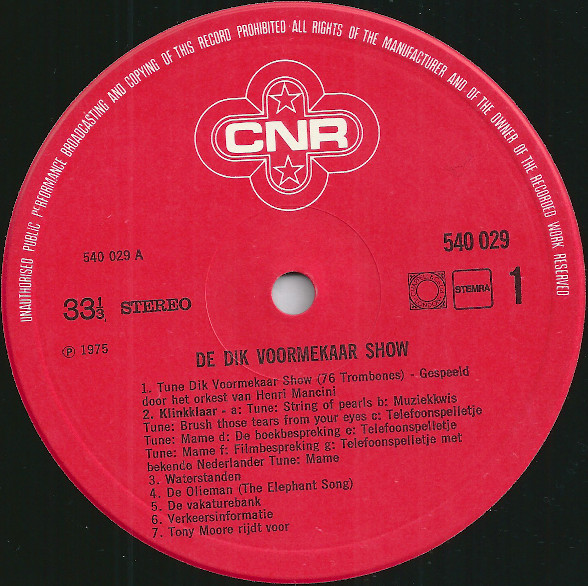 UNAUTHORISED PUBLIC PERFORMANCE BROADCASTING AND COPYING OF THIS RECORD PROHIBITED · ALL RIGHTS OF THE MANUFACTURER AND OF THE OWNER OF THE RECORDED WORK RESERVED
CNR
540 029 A
540 029
33⅓ STEREO
STEMRA
1
℗ 1975
DE DIK VOORMEKAAR SHOW
1. Tune Dik Voormekaar Show (76 Trombones) - Gespeeld
door het orkest van Henri Mancini
2. Klinkklaar - a: Tune: String of pearls b: Muziekkwis
Tune: Brush those tears from your eyes c: Telefoonspelletje
Tune: Mame d: De boekbespreking e: Telefoonspelletje
Tune: Mame f: Filmbespreking g: Telefoonspelletje met
bekende Nederlander Tune: Mame
3. Waterstanden
4. De Olieman (The Elephant Song)
5. De vakaturebank
6. Verkeersinformatie
7. Tony Moore rijdt voor